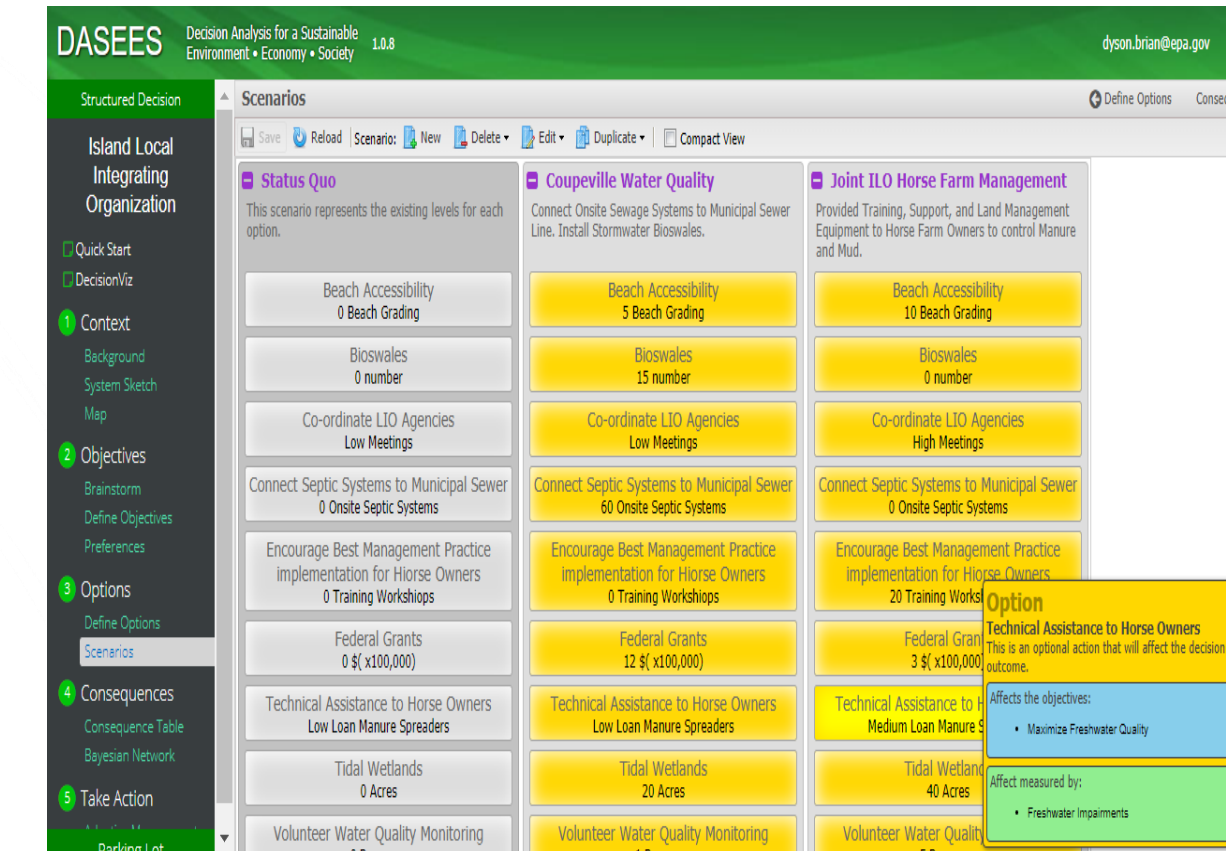 DASEES
Decision Analysis for a Sustainable
Environment • Economy • Society
1.0.8
dyson.brian@epa.gov
Structured Decision
Island Local
Integrating
Organization
Quick Start
DecisionViz
1 Context
Background
System Sketch
Map
2 Objectives
Brainstorm
Define Objectives
Preferences
3 Options
Define Options
Scenarios
4 Consequences
Consequence Table
Bayesian Network
5 Take Action
Parking Lot
Scenarios
Define Options
Save Reload Scenario: New Delete Edit Duplicate Compact View
Status Quo
This scenario represents the existing levels for each
option.
Beach Accessibility
0 Beach Grading
Bioswales
0 number
Co-ordinate LIO Agencies
Low Meetings
Connect Septic Systems to Municipal Sewer
0 Onsite Septic Systems
Encourage Best Management Practice
implementation for Hiorse Owners
0 Training Workshiops
Federal Grants
0 $( x100,000)
Technical Assistance to Horse Owners
Low Loan Manure Spreaders
Tidal Wetlands
0 Acres
Volunteer Water Quality Monitoring
Coupeville Water Quality
Connect Onsite Sewage Systems to Municipal Sewer
Line. Install Stormwater Bioswales.
Beach Accessibility
5 Beach Grading
Bioswales
15 number
Co-ordinate LIO Agencies
Low Meetings
Connect Septic Systems to Municipal Sewer
60 Onsite Septic Systems
Encourage Best Management Practice
implementation for Hiorse Owners
0 Training Workshiops
Federal Grants
12 $( x100,000)
Technical Assistance to Horse Owners
Low Loan Manure Spreaders
Tidal Wetlands
20 Acres
Volunteer Water Quality Monitoring
Joint ILO Horse Farm Management
Provided Training, Support, and Land Management
Equipment to Horse Farm Owners to control Manure
and Mud.
Beach Accessibility
10 Beach Grading
Bioswales
0 number
Co-ordinate LIO Agencies
High Meetings
Connect Septic Systems to Municipal Sewer
0 Onsite Septic Systems
Encourage Best Management Practice
implementation for Hiorse Owners
20 Training
Federal
3 $( x100,000)
Technical Assistance to
Medium Loan Manure
Tidal
40 Acres
Volunteer Water
Option
Technical Assistance to Horse Owners
This is an optional action that will affect the decision
outcome.
Affects the objectives:
• Maximize Freshwater Quality
Affect measured by:
• Freshwater Impairments